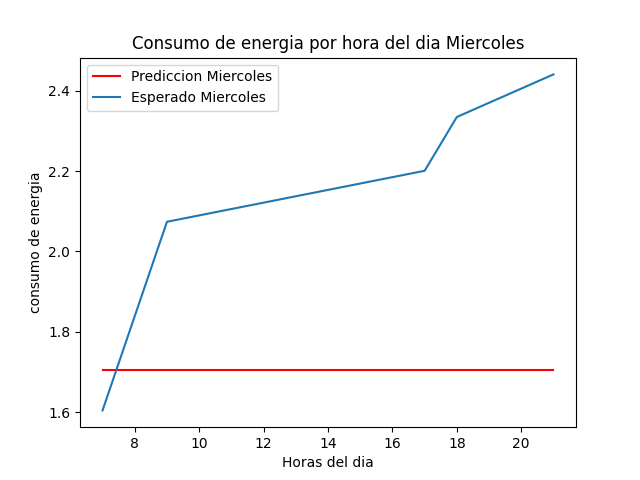 Consumo de energia por hora del dia Miercoles
Prediccion Miercoles
Esperado Miercoles
consumo de energia
2.4
2.2
2.0
1.8
1.6
8 10 12 14 16 18 20
Horas del dia